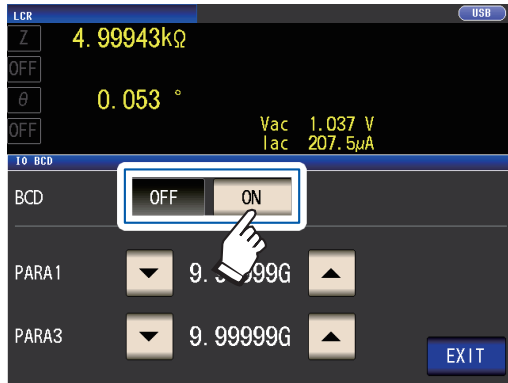 LCR USB
Z 4.99943kΩ
OFF
θ 0.053 °
OFF Vac 1.037 V
Iac 207.5μA
IO BCD
BCD OFF ON
PARA1
PARA3 9.99999G
EXIT